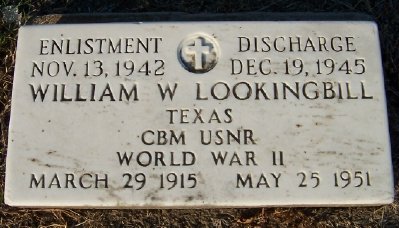 ENLISTMENT DISCHARGE
NOV. 13, 1942 DEC. 19, 1945
WILLIAM W LOOKINGBILL
TEXAS
CBM USNR
WORLD WAR II
MARCH 29 1915 MAY 25 1951